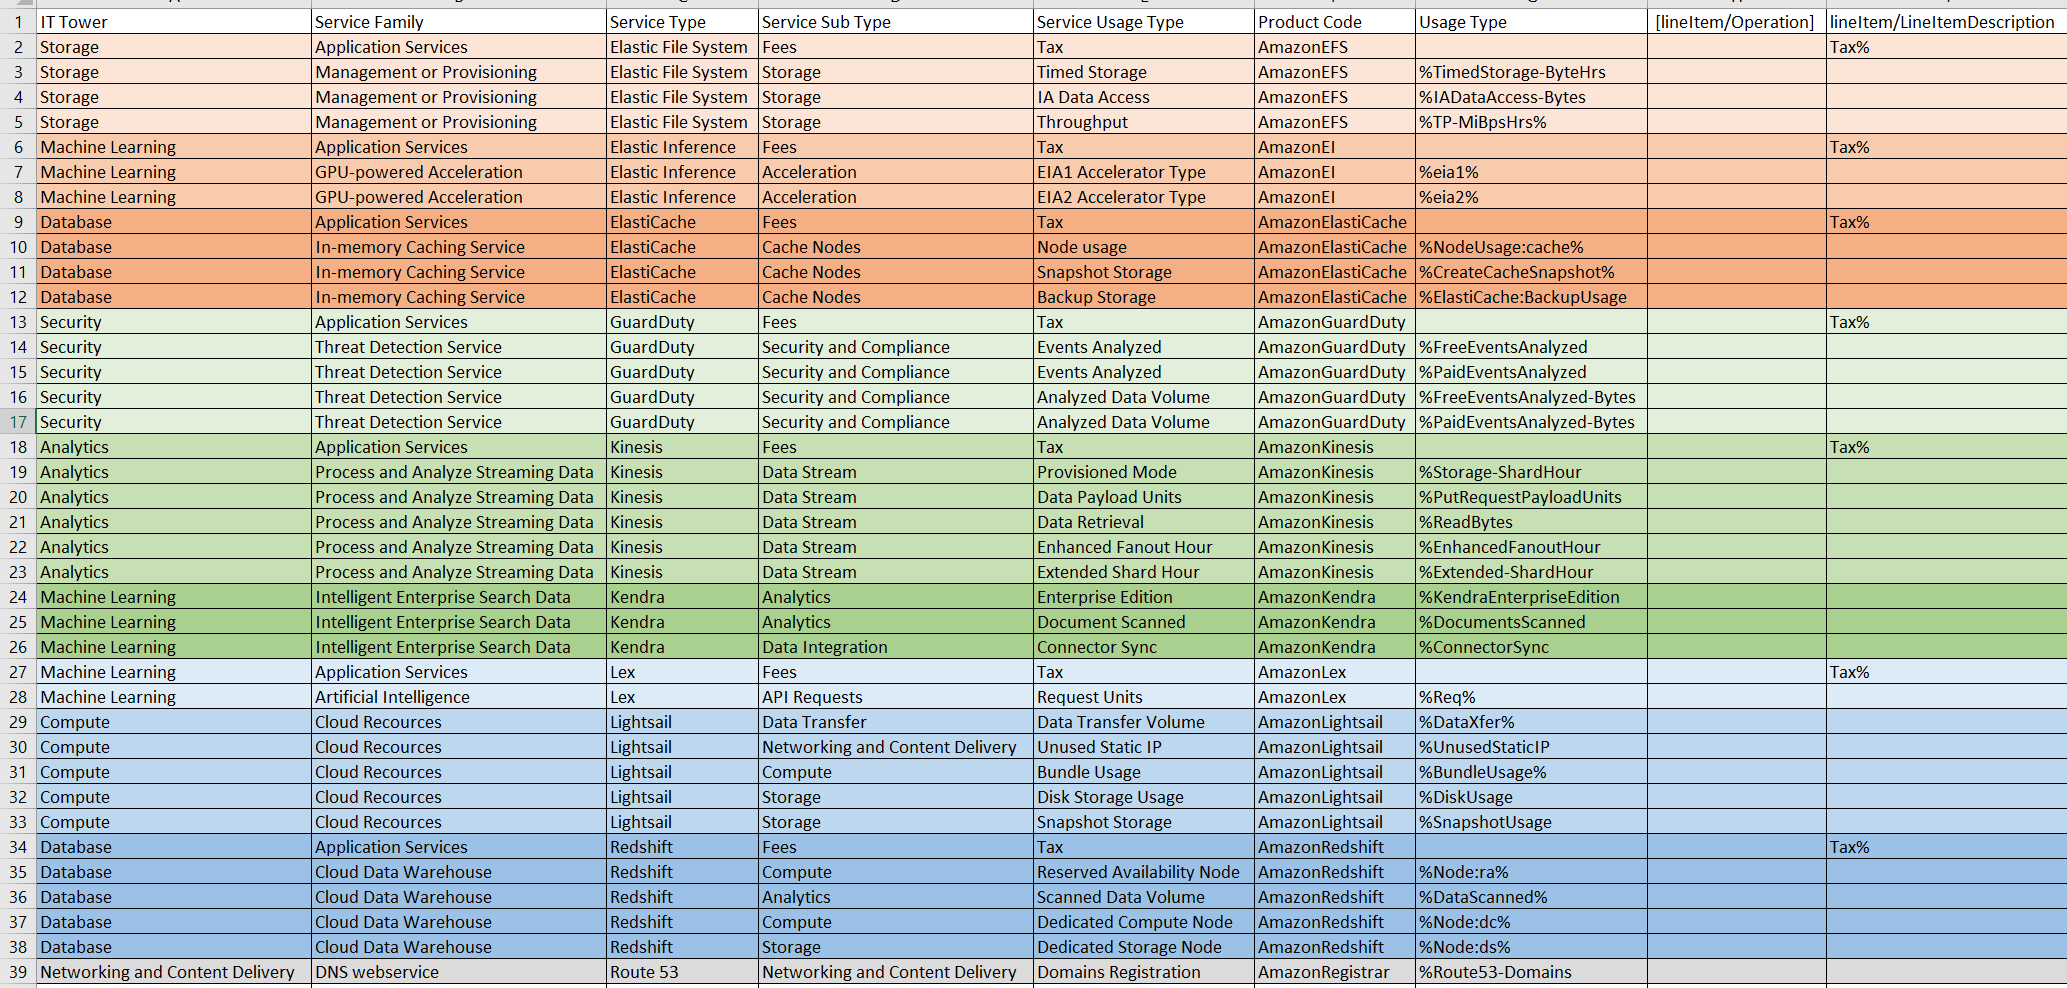 1 IT Tower Service Family Service Type Service Sub Type Service Usage Type Product Code Usage Type [lineItem/Operation] lineItem/LineItemDescription
2 Storage Application Services Elastic File System Fees Tax AmazonEFS Tax%
3 Storage Management or Provisioning Elastic File System Storage Timed Storage AmazonEFS %TimedStorage-ByteHrs
4 Storage Management or Provisioning Elastic File System Storage IA Data Access AmazonEFS %IADataAccess-Bytes
5 Storage Management or Provisioning Elastic File System Storage Throughput AmazonEFS %TP-MiBpsHrs%
6 Machine Learning Application Services Elastic Inference Fees Tax AmazonEI Tax%
7 Machine Learning GPU-powered Acceleration Elastic Inference Acceleration EIA1 Accelerator Type AmazonEI %eia1%
8 Machine Learning GPU-powered Acceleration Elastic Inference Acceleration EIA2 Accelerator Type AmazonEI %eia2%
9 Database Application Services ElastiCache Fees Tax AmazonElastiCache Tax%
10 Database In-memory Caching Service ElastiCache Cache Nodes Node usage AmazonElastiCache %NodeUsage:cache%
11 Database In-memory Caching Service ElastiCache Cache Nodes Snapshot Storage AmazonElastiCache %CreateCacheSnapshot%
12 Database In-memory Caching Service ElastiCache Cache Nodes Backup Storage AmazonElastiCache %ElastiCache:BackupUsage
13 Security Application Services GuardDuty Fees Tax AmazonGuardDuty Tax%
14 Security Threat Detection Service GuardDuty Security and Compliance Events Analyzed AmazonGuardDuty %FreeEventsAnalyzed
15 Security Threat Detection Service GuardDuty Security and Compliance Events Analyzed AmazonGuardDuty %PaidEventsAnalyzed
16 Security Threat Detection Service GuardDuty Security and Compliance Analyzed Data Volume AmazonGuardDuty %FreeEventsAnalyzed-Bytes
17 Security Threat Detection Service GuardDuty Security and Compliance Analyzed Data Volume AmazonGuardDuty %PaidEventsAnalyzed-Bytes
18 Analytics Application Services Kinesis Fees Tax AmazonKinesis Tax%
19 Analytics Process and Analyze Streaming Data Kinesis Data Stream Provisioned Mode AmazonKinesis %Storage-ShardHour
20 Analytics Process and Analyze Streaming Data Kinesis Data Stream Data Payload Units AmazonKinesis %PutRequestPayloadUnits
21 Analytics Process and Analyze Streaming Data Kinesis Data Stream Data Retrieval AmazonKinesis %ReadBytes
22 Analytics Process and Analyze Streaming Data Kinesis Data Stream Enhanced Fanout Hour AmazonKinesis %EnhancedFanoutHour
23 Analytics Process and Analyze Streaming Data Kinesis Data Stream Extended Shard Hour AmazonKinesis %Extended-ShardHour
24 Machine Learning Intelligent Enterprise Search Data Kendra Analytics Enterprise Edition AmazonKendra %KendraEnterpriseEdition
25 Machine Learning Intelligent Enterprise Search Data Kendra Analytics Document Scanned AmazonKendra %DocumentsScanned
26 Machine Learning Intelligent Enterprise Search Data Kendra Data Integration Connector Sync AmazonKendra %ConnectorSync
27 Machine Learning Application Services Lex Fees Tax AmazonLex Tax%
28 Machine Learning Artificial Intelligence Lex API Requests Request Units AmazonLex %Req%
29 Compute Cloud Recources Lightsail Data Transfer Data Transfer Volume AmazonLightsail %DataXfer%
30 Compute Cloud Recources Lightsail Networking and Content Delivery Unused Static IP AmazonLightsail %UnusedStaticIP
31 Compute Cloud Recources Lightsail Compute Bundle Usage AmazonLightsail %BundleUsage%
32 Compute Cloud Recources Lightsail Storage Disk Storage Usage AmazonLightsail %DiskUsage
33 Compute Cloud Recources Lightsail Storage Snapshot Storage AmazonLightsail %SnapshotUsage
34 Database Application Services Redshift Fees Tax AmazonRedshift Tax%
35 Database Cloud Data Warehouse Redshift Compute Reserved Availability Node AmazonRedshift %Node:ra%
36 Database Cloud Data Warehouse Redshift Analytics Scanned Data Volume AmazonRedshift %DataScanned%
37 Database Cloud Data Warehouse Redshift Compute Dedicated Compute Node AmazonRedshift %Node:dc%
38 Database Cloud Data Warehouse Redshift Storage Dedicated Storage Node AmazonRedshift %Node:ds%
39 Networking and Content Delivery DNS webservice Route 53 Networking and Content Delivery Domains Registration AmazonRegistrar %Route53-Domains